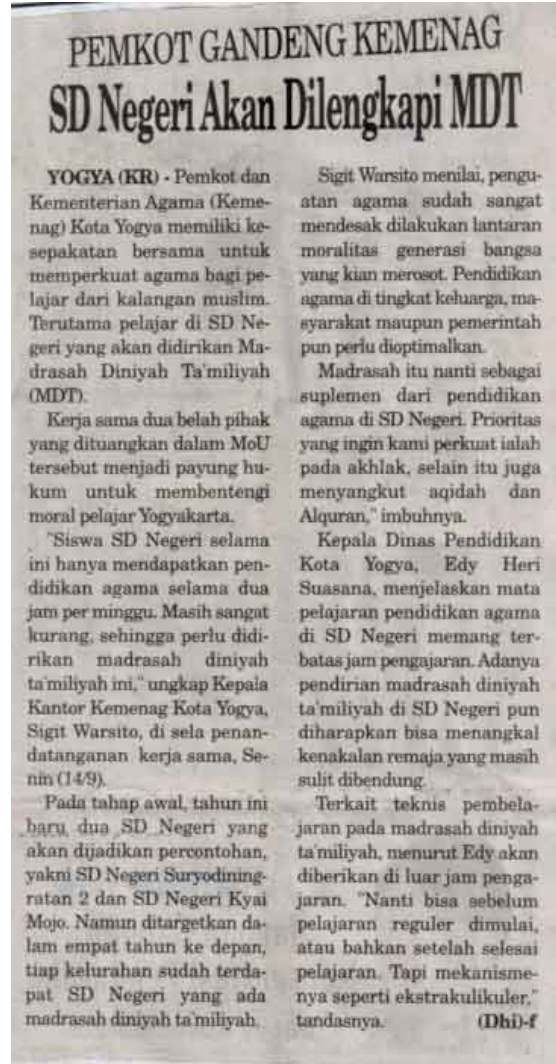 PEMKOT GANDENG KEMENAG
SD Negeri Akan Dilengkapi MDT
YOGYA (KR) - Pemkot dan
Kementerian Agama (Keme-
nag) Kota Yogya memiliki ke-
sepakatan bersama untuk
memperkuat agama bagi pe-
lajar dari kalangan muslim.
Terutama pelajar di SD Ne-
geri yang akan didirikan Ma-
drasah Diniyah Ta'miliyah
(MDT).
Kerja sama dua belah pihak
yang dituangkan dalam MoU
tersebut menjadi payung hu-
kum untuk membentengi
moral pelajar Yogyakarta.
"Siswa SD Negeri selama
ini hanya mendapatkan pen-
didikan agama selama dua
jam per minggu. Masih sangat
kurang, sehingga perlu didi-
rikan madrasah diniyah
ta'miliyah ini," ungkap Kepala
Kantor Kemenag Kota Yogya,
Sigit Warsito, di sela penan-
datanganan kerja sama, Se-
nin (14/9).
Pada tahap awal, tahun ini
baru dua SD Negeri yang
akan dijadikan percontohan,
yakni SD Negeri Suryodining-
ratan 2 dan SD Negeri Kyai
Mojo. Namun ditargetkan da-
lam empat tahun ke depan,
tiap kelurahan sudah terda-
pat SD Negeri yang ada
madrasah diniyah ta'miliyah.
Sigit Warsito menilai, pengu-
atan agama sudah sangat
mendesak dilakukan lantaran
moralitas generasi bangsa
yang kian merosot. Pendidikan
agama di tingkat keluarga, ma-
syarakat maupun pemerintah
pun perlu dioptimalkan.
Madrasah itu nanti sebagai
suplemen dari pendidikan
agama di SD Negeri. Prioritas
yang ingin kami perkuat ialah
pada akhlak, selain itu juga
menyangkut aqidah dan
Alquran," imbuhnya.
Kepala Dinas Pendidikan
Kota Yogya, Edy Heri
Suasana, menjelaskan mata
pelajaran pendidikan agama
di SD Negeri memang ter-
batas jam pengajaran. Adanya
pendirian madrasah diniyah
ta'miliyah di SD Negeri pun
diharapkan bisa menangkal
kenakalan remaja yang masih
sulit dibendung.
Terkait teknis pembela-
jaran pada madrasah diniyah
ta'miliyah, menurut Edy akan
diberikan di luar jam penga-
jaran. "Nanti bisa sebelum
pelajaran reguler dimulai,
atau bahkan setelah selesai
pelajaran. Tapi mekanisme-
nya seperti ekstrakulikuler,"
tandasnya. (Dhi)-f